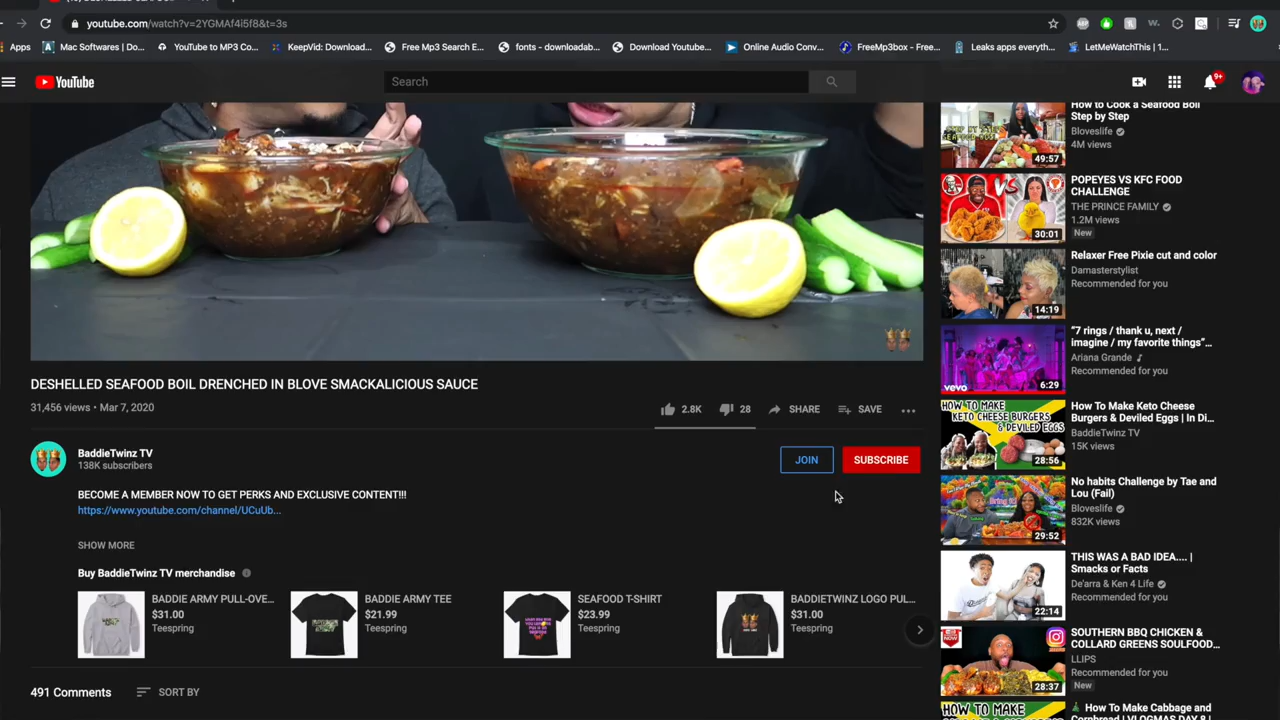 youtube.com/watch?v=2YGMAf4i5f8&t=3s
Apps
Mac Softwares | Do...
YouTube to MP3 Co...
KeepVid: Download...
Free Mp3 Search E...
fonts - downloadab...
Download Youtube...
Online Audio Conv...
FreeMp3box - Free...
Leaks apps everyw...
LetMeWatchThis | 1...
YouTube
Search
9+
DESHELLED SEAFOOD BOIL DRENCHED IN BLOVE SMACKALICIOUS SAUCE
31,456 views • Mar 7, 2020
2.8K
28
SHARE
SAVE
BaddieTwinz TV
138K subscribers
JOIN
SUBSCRIBE
BECOME A MEMBER NOW TO GET PERKS AND EXCLUSIVE CONTENT!!!
https://www.youtube.com/channel/UCuUb...
SHOW MORE
Buy BaddieTwinz TV merchandise
BADDIE ARMY PULL-OVE...
$31.00
Teespring
BADDIE ARMY TEE
$21.99
Teespring
SEAFOOD T-SHIRT
$23.99
Teespring
BADDIETWINZ LOGO PUL...
$31.00
Teespring
491 Comments
SORT BY
How to Cook a Seafood Boil
Step by Step
Bloveslife
4M views
49:57
POPEYES VS KFC FOOD
CHALLENGE
THE PRINCE FAMILY
1.2M views
New
VS
30:01
Relaxer Free Pixie cut and color
Damasterstylist
Recommended for you
14:19
"7 rings / thank u, next /
imagine / my favorite things"...
Ariana Grande
Recommended for you
vevo
6:29
How To Make Keto Cheese
Burgers & Deviled Eggs | In Di...
BaddieTwinz TV
15K views
HOW TO MAKE
KETO CHEESE BURGERS
& DEVILED EGGS
28:56
No habits Challenge by Tae and
Lou (Fail)
Bloveslife
832K views
29:52
THIS WAS A BAD IDEA.... |
Smacks or Facts
De'arra & Ken 4 Life
Recommended for you
22:14
SOUTHERN BBQ CHICKEN &
COLLARD GREENS SOULFOOD...
LLIPS
Recommended for you
New
28:37
How To Make Cabbage and
Cornbread | VLOGMAS DAY 8 |
HOW TO MAKE